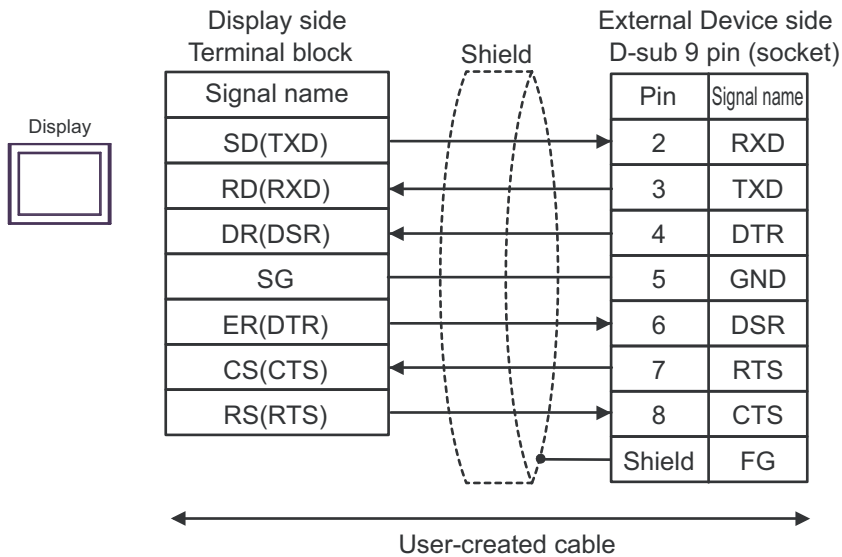 Display side
Terminal block
Shield
External Device side
D-sub 9 pin (socket)
Display
Signal name
Pin Signal name
SD(TXD) 2 RXD
RD(RXD) 3 TXD
DR(DSR) 4 DTR
SG 5 GND
ER(DTR) 6 DSR
CS(CTS) 7 RTS
RS(RTS) 8 CTS
Shield FG
User-created cable